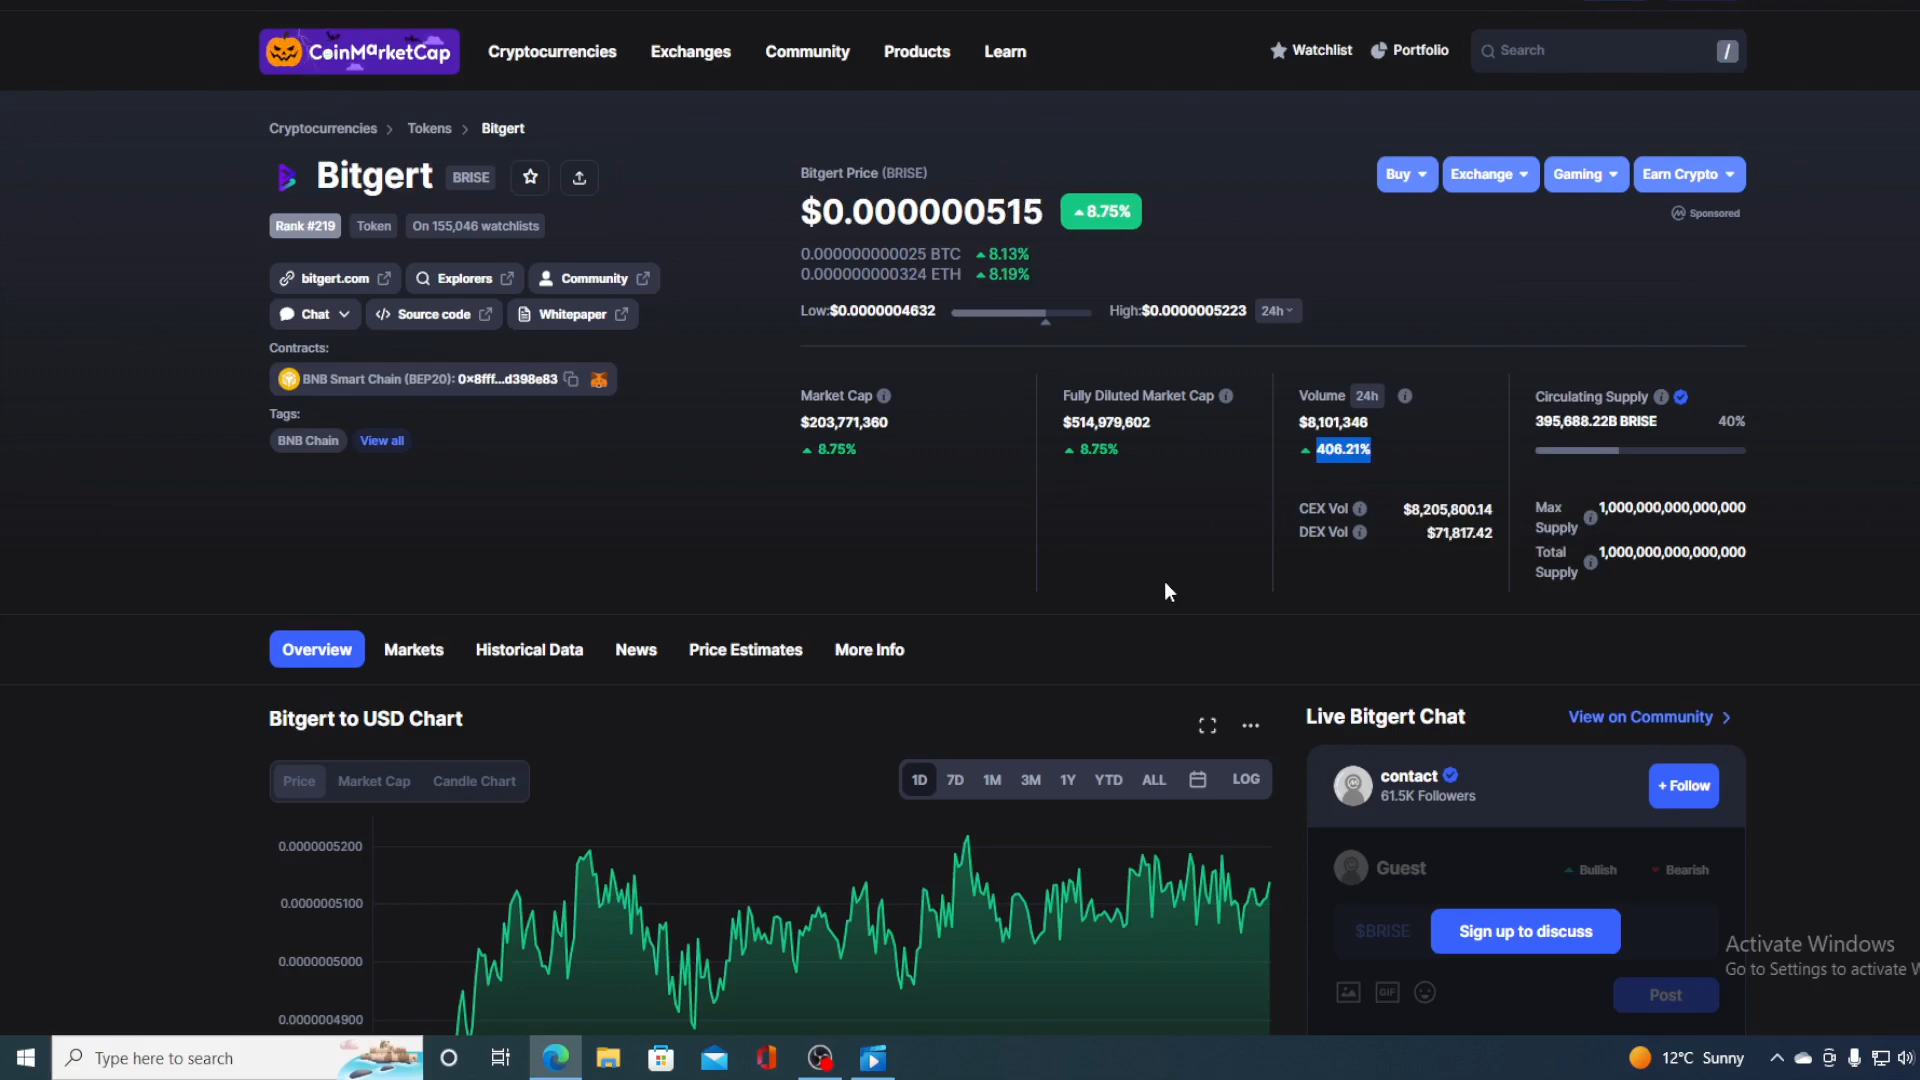 CoinMarketCap Cryptocurrencies Exchanges Community Products Learn Watchlist Portfolio Search /
Cryptocurrencies > Tokens > Bitgert
Bitgert BRISE
Rank #219 Token On 155,046 watchlists
bitgert.com Explorers Community
Chat Source code Whitepaper
Contracts:
BNB Smart Chain (BEP20): 0x8fff...d398e83
Tags:
BNB Chain View all
Bitgert Price (BRISE)
$0.000000515 8.75%
0.000000000025 BTC 8.13%
0.000000000324 ETH 8.19%
Low:$0.0000004632 High:$0.0000005223 24h
Buy Exchange Gaming Earn Crypto
Sponsored
Market Cap
$203,771,360
8.75%
Fully Diluted Market Cap
$514,979,602
8.75%
Volume 24h
$8,101,346
406.21%
CEX Vol $8,205,800.14
DEX Vol $71,817.42
Circulating Supply
395,688.22B BRISE 40%
Max Supply 1,000,000,000,000,000
Total Supply 1,000,000,000,000,000
Overview Markets Historical Data News Price Estimates More Info
Bitgert to USD Chart
Price Market Cap Candle Chart
1D 7D 1M 3M 1Y YTD ALL LOG
0.0000005200
0.0000005100
0.0000005000
0.0000004900
Live Bitgert Chat View on Community >
contact
61.5K Followers
+ Follow
Guest Bullish Bearish
$BRISE Sign up to discuss
GIF Post
Activate Windows
Go to Settings to activate W
Type here to search
12°C Sunny